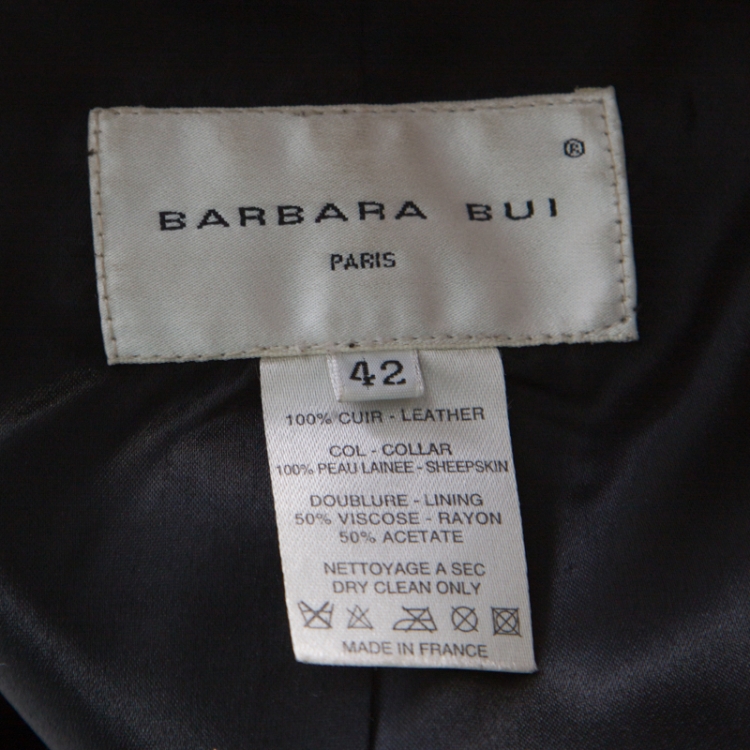 ®
BARBARA BUI
PARIS
42
100% CUIR - LEATHER
COL - COLLAR
100% PEAU LAINEE - SHEEPSKIN
DOUBLURE - LINING
50% VISCOSE - RAYON
50% ACETATE
NETTOYAGE A SEC
DRY CLEAN ONLY
MADE IN FRANCE